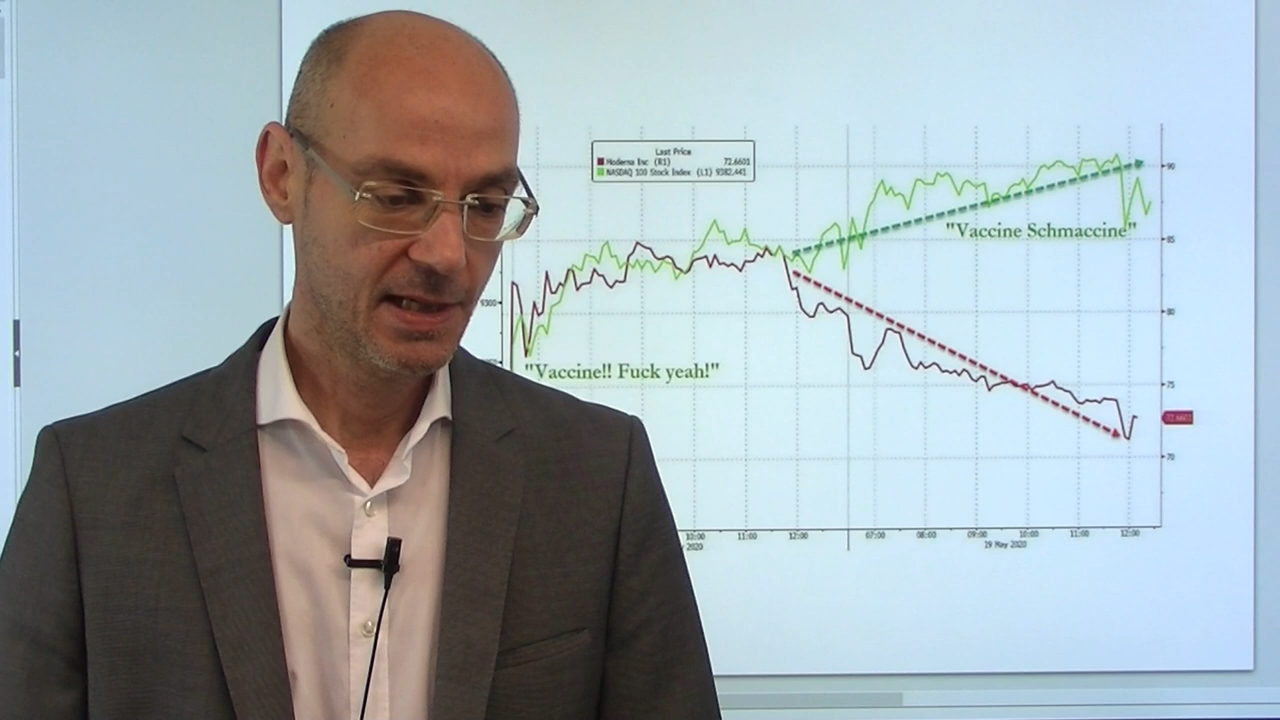 Last Price
Moderna Inc (R1) 72.6601
NASDAQ 100 Stock Index (L1) 9382.441
90
"Vaccine Schmaccine"
85
9300
80
"Vaccine!! Fuck yeah!"
75
72.6601
70
10:00 11:00 12:00 07:00 08:00 09:00 10:00 11:00 12:00
2020 19 May 2020